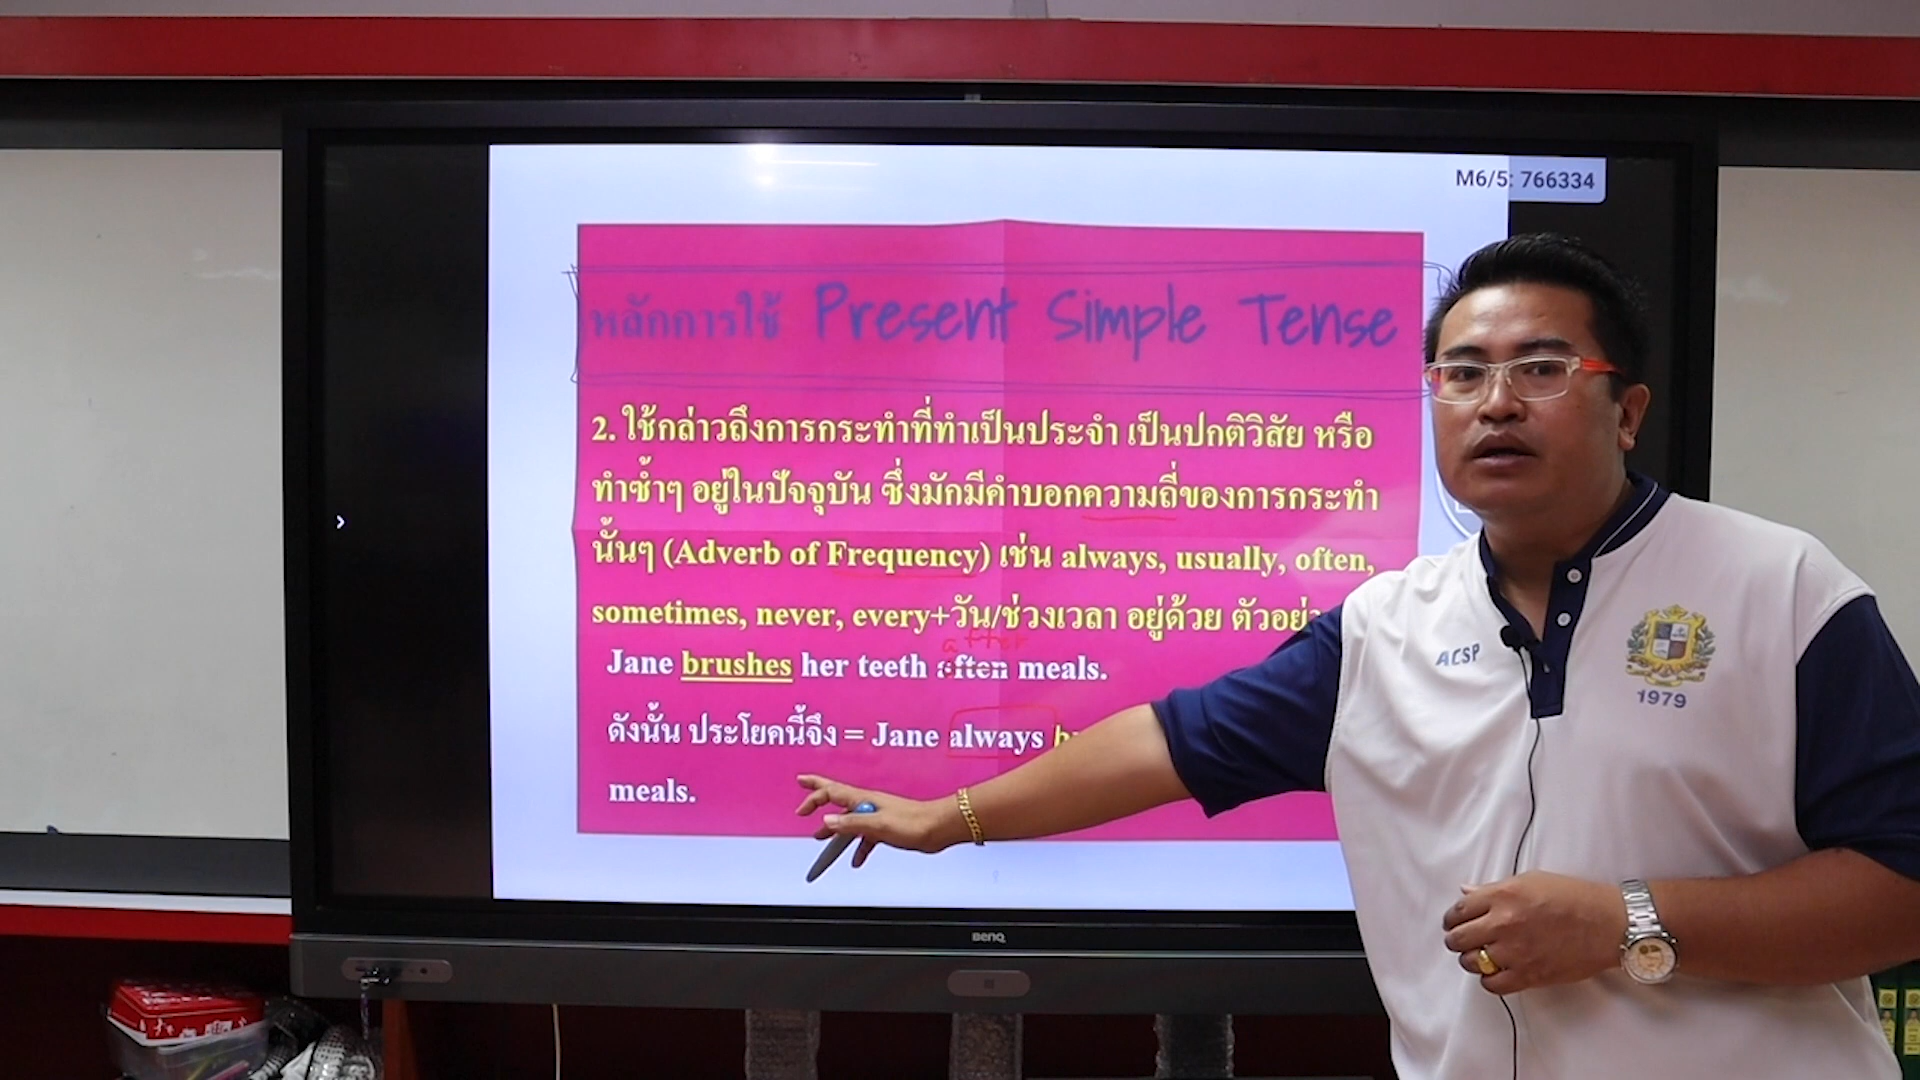 M6/5: 766334
หลักการใช้ Present Simple Tense
2. ใช้กล่าวถึงการกระทำที่ทำเป็นประจำ เป็นปกติวิสัย หรือ
ทำซ้ำๆ อยู่ในปัจจุบัน ซึ่งมักมีคำบอกความถี่ของการกระทำ
นั้นๆ (Adverb of Frequency) เช่น always, usually, often,
sometimes, never, every+วัน/ช่วงเวลา อยู่ด้วย
after
Jane brushes her teeth aften meals.
ดังนั้น ประโยคนี้จึง = Jane always
meals.
ACSP
1979
BenQ